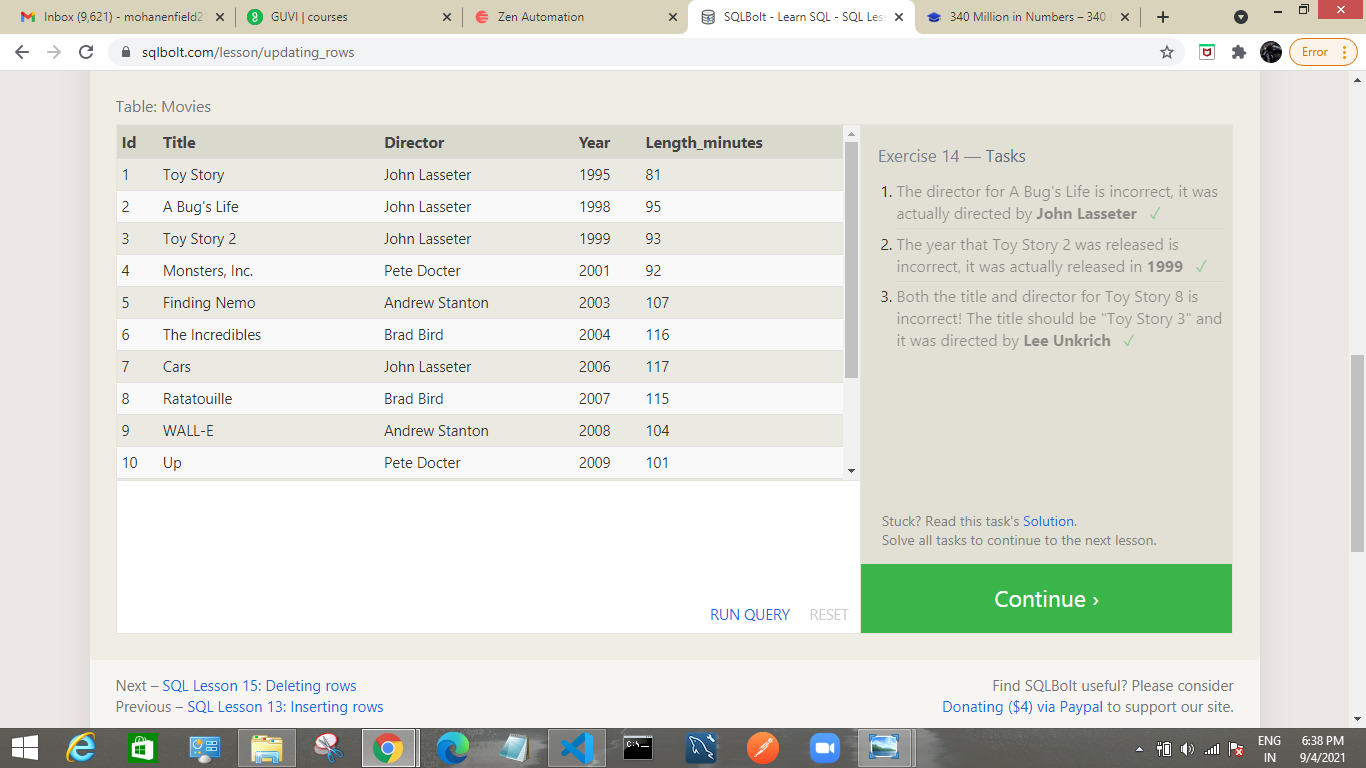 Inbox (9,621) - mohanenfield2
GUVI | courses
Zen Automation
SQLBolt - Learn SQL - SQL Les
340 Million in Numbers – 340
sqlbolt.com/lesson/updating_rows
Error
Table: Movies
Id Title Director Year Length_minutes
1 Toy Story John Lasseter 1995 81
2 A Bug's Life John Lasseter 1998 95
3 Toy Story 2 John Lasseter 1999 93
4 Monsters, Inc. Pete Docter 2001 92
5 Finding Nemo Andrew Stanton 2003 107
6 The Incredibles Brad Bird 2004 116
7 Cars John Lasseter 2006 117
8 Ratatouille Brad Bird 2007 115
9 WALL-E Andrew Stanton 2008 104
10 Up Pete Docter 2009 101
RUN QUERY RESET
Exercise 14 — Tasks
1. The director for A Bug's Life is incorrect, it was
actually directed by John Lasseter ✓
2. The year that Toy Story 2 was released is
incorrect, it was actually released in 1999 ✓
3. Both the title and director for Toy Story 8 is
incorrect! The title should be "Toy Story 3" and
it was directed by Lee Unkrich ✓
Stuck? Read this task's Solution.
Solve all tasks to continue to the next lesson.
Continue ›
Next – SQL Lesson 15: Deleting rows
Previous – SQL Lesson 13: Inserting rows
Find SQLBolt useful? Please consider
Donating ($4) via Paypal to support our site.
ENG
IN
6:38 PM
9/4/2021